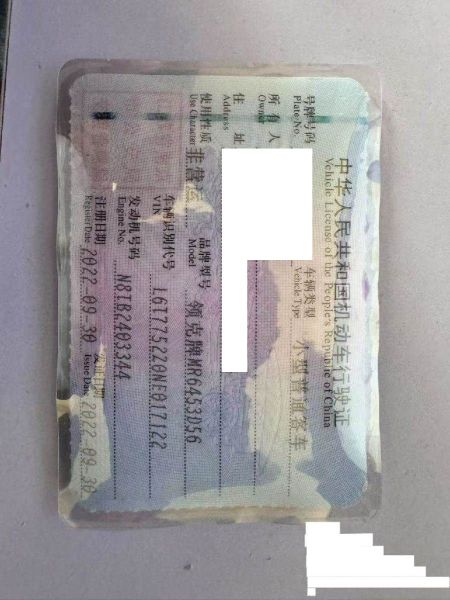 中华人民共和国机动车行驶证
Vehicle License of the People's Republic of China
号牌号码 车辆类型 小型普通客车
Plate No. Vehicle Type
所有人
Owner
住址
Address
使用性质 非营 品牌型号 领克牌MR6453D56
Use Character Model
车辆识别代号
VIN
发动机号码 N8TB2403344
Engine No.
注册日期 2022-09-30 发证日期 2022-09-30
Register Date Issue Date